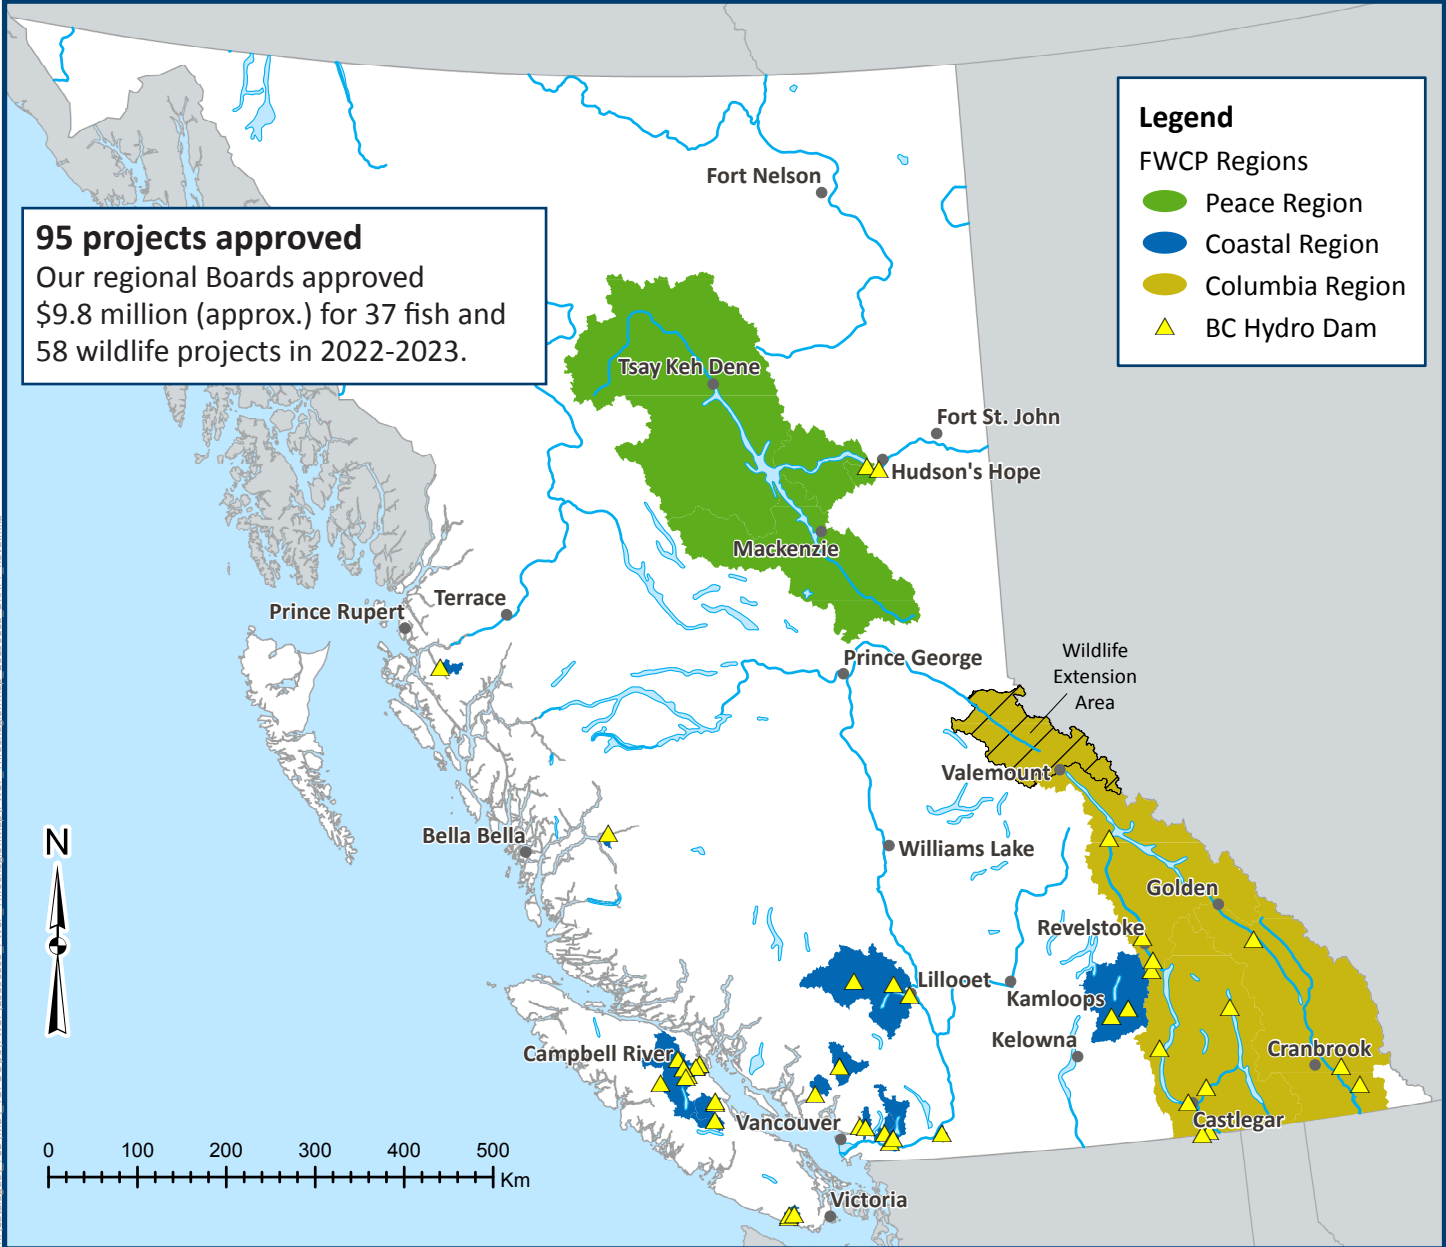 Legend
FWCP Regions
Peace Region
Coastal Region
Columbia Region
BC Hydro Dam
95 projects approved
Our regional Boards approved
$9.8 million (approx.) for 37 fish and
58 wildlife projects in 2022-2023.
Fort Nelson
Tsay Keh Dene
Fort St. John
Hudson's Hope
Mackenzie
Terrace
Prince Rupert
Prince George
Wildlife
Extension
Area
Valemount
Bella Bella
Williams Lake
Golden
Revelstoke
Lillooet
Kamloops
Kelowna
Cranbrook
Campbell River
Vancouver
Castlegar
Victoria
N
0 100 200 300 400 500
Km